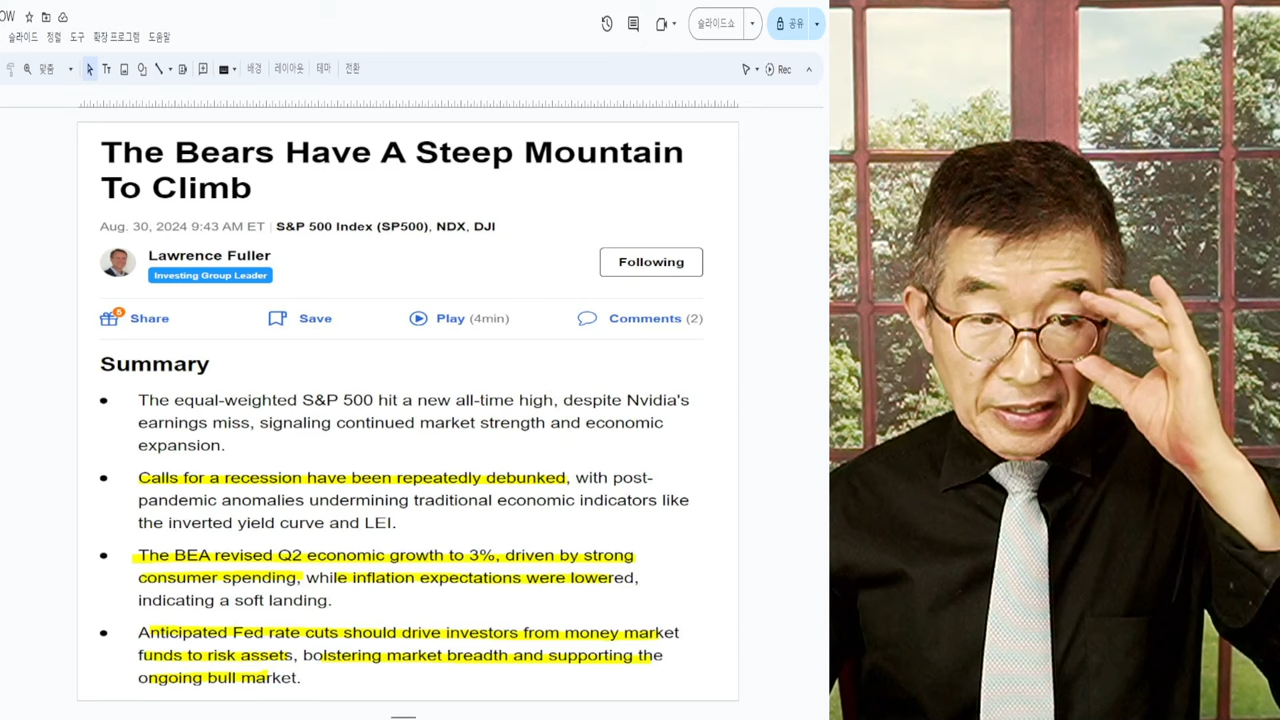 OW
슬라이드 정렬 도구 확장 프로그램 도움말
슬라이드쇼
공유
맞춤
Tr
배경 레이아웃 테마 전환
Rec
The Bears Have A Steep Mountain
To Climb
Aug. 30, 2024 9:43 AM ET | S&P 500 Index (SP500), NDX, DJI
Lawrence Fuller
Investing Group Leader
Following
5
Share
Save
Play (4min)
Comments (2)
Summary
• The equal-weighted S&P 500 hit a new all-time high, despite Nvidia's
earnings miss, signaling continued market strength and economic
expansion.
• Calls for a recession have been repeatedly debunked, with post-
pandemic anomalies undermining traditional economic indicators like
the inverted yield curve and LEI.
• The BEA revised Q2 economic growth to 3%, driven by strong
consumer spending, while inflation expectations were lowered,
indicating a soft landing.
• Anticipated Fed rate cuts should drive investors from money market
funds to risk assets, bolstering market breadth and supporting the
ongoing bull market.